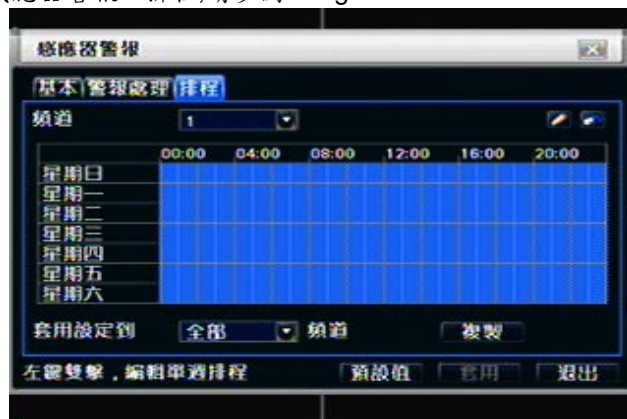 感應器警報
基本 警報處理 排程
頻道 1
00:00 04:00 08:00 12:00 16:00 20:00
星期日
星期一
星期二
星期三
星期四
星期五
星期六
套用設定到 全部 頻道 複製
左鍵雙擊,編輯單週排程 預設值 套用 退出